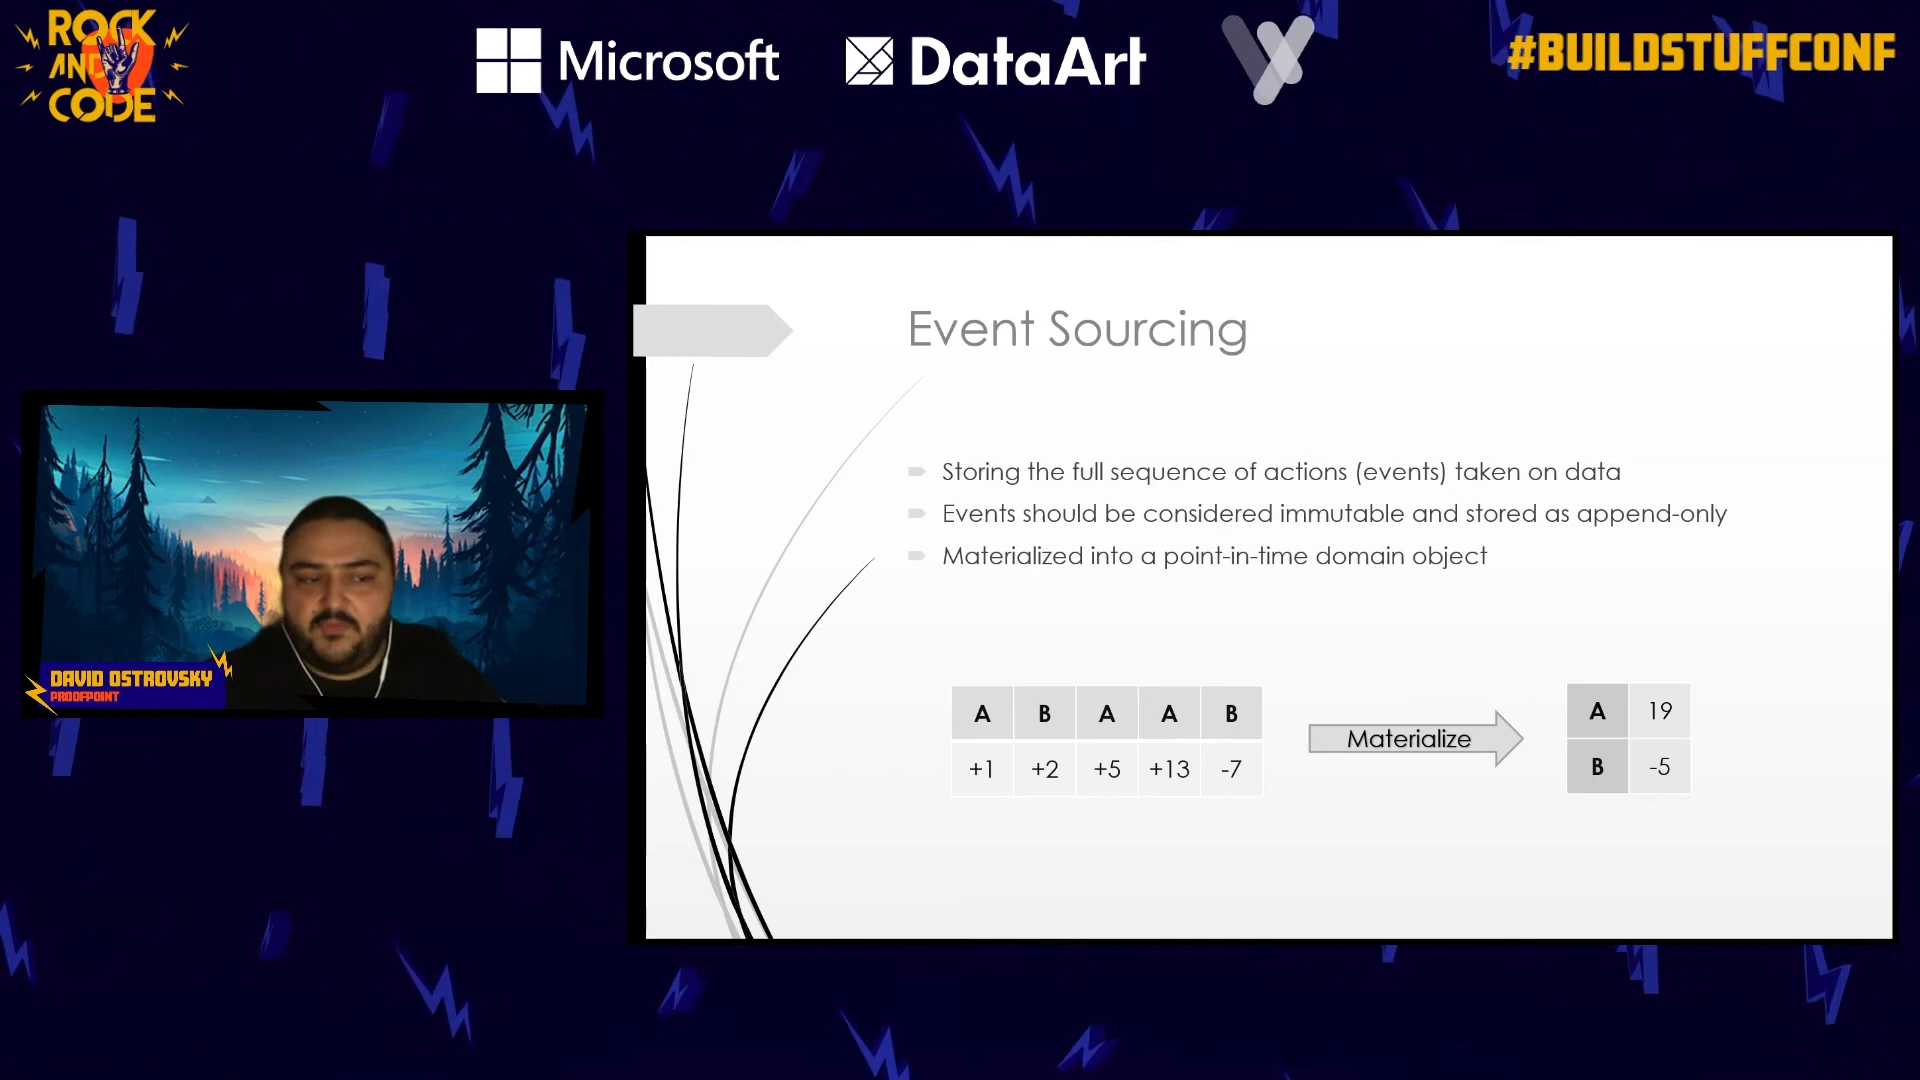 ROCK
AND
CODE
Microsoft
DataArt
#BUILDSTUFFCONF
Event Sourcing
Storing the full sequence of actions (events) taken on data
Events should be considered immutable and stored as append-only
Materialized into a point-in-time domain object
A B A A B
+1 +2 +5 +13 -7
Materialize
A 19
B -5
DAVID OSTROVSKY
PROOFPOINT